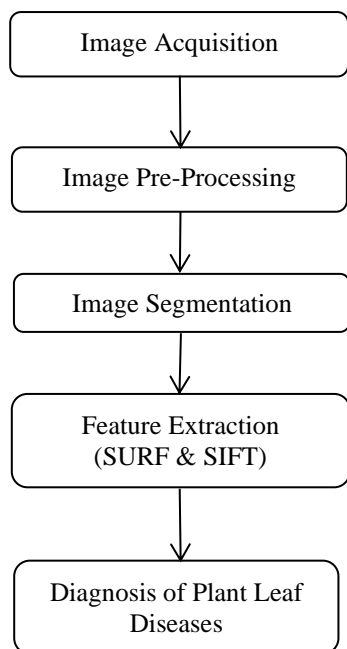 Image Acquisition
Image Pre-Processing
Image Segmentation
Feature Extraction
(SURF & SIFT)
Diagnosis of Plant Leaf
Diseases